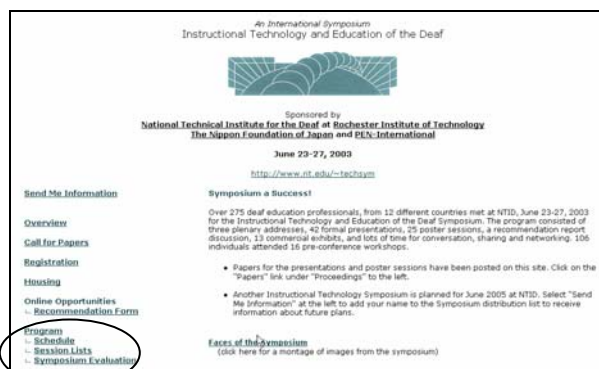 An International Symposium
Instructional Technology and Education of the Deaf
Sponsored by
National Technical Institute for the Deaf at Rochester Institute of Technology
The Nippon Foundation of Japan and PEN-International
June 23-27, 2003
http://www.rit.edu/~techsym
Send Me Information
Overview
Call for Papers
Registration
Housing
Online Opportunities
Recommendation Form
Program
Schedule
Session Lists
Symposium Evaluation
Symposium a Success!
Over 275 deaf education professionals, from 12 different countries met at NTID, June 23-27, 2003
for the Instructional Technology and Education of the Deaf Symposium. The program consisted of
three plenary addresses, 42 formal presentations, 25 poster sessions, a recommendation report
discussion, 13 commercial exhibits, and lots of time for conversation, sharing and networking. 106
individuals attended 16 pre-conference workshops.
• Papers for the presentations and poster sessions have been posted on this site. Click on the
"Papers" link under "Proceedings" to the left.
• Another Instructional Technology Symposium is planned for June 2005 at NTID. Select "Send
Me Information" at the left to add your name to the Symposium distribution list to receive
information about future plans.
Faces of the Symposium
(click here for a montage of images from the symposium)